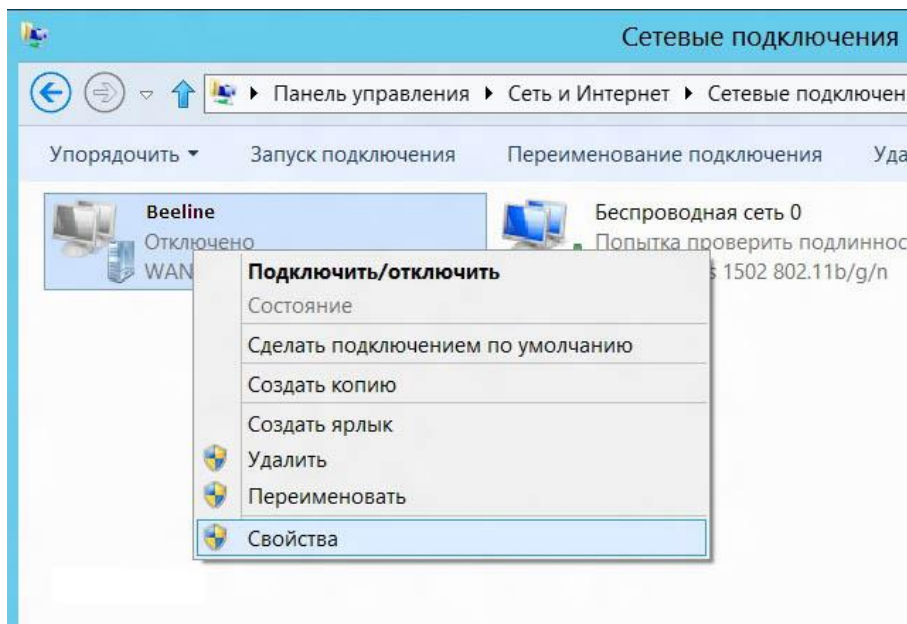 Сетевые подключения
Панель управления Сеть и Интернет Сетевые подключен
Упорядочить Запуск подключения Переименование подключения Уда
Beeline
Отключено
WAN
Беспроводная сеть 0
Попытка проверить подлиннос
1502 802.11b/g/n
Подключить/отключить
Состояние
Сделать подключением по умолчанию
Создать копию
Создать ярлык
Удалить
Переименовать
Свойства